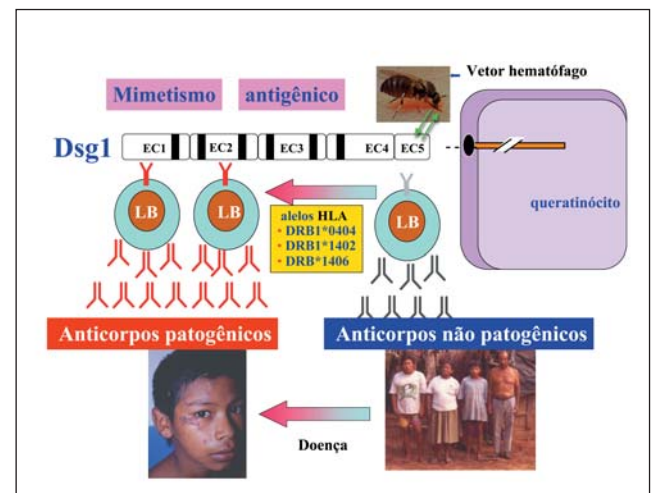 Vetor hematófago
Mimetismo antigênico
Dsg1
EC1 EC2 EC3 EC4 EC5
queratinócito
LB LB LB
alelos HLA
• DRB1*0404
• DRB1*1402
• DRB*1406
Anticorpos patogênicos
Anticorpos não patogênicos
Doença